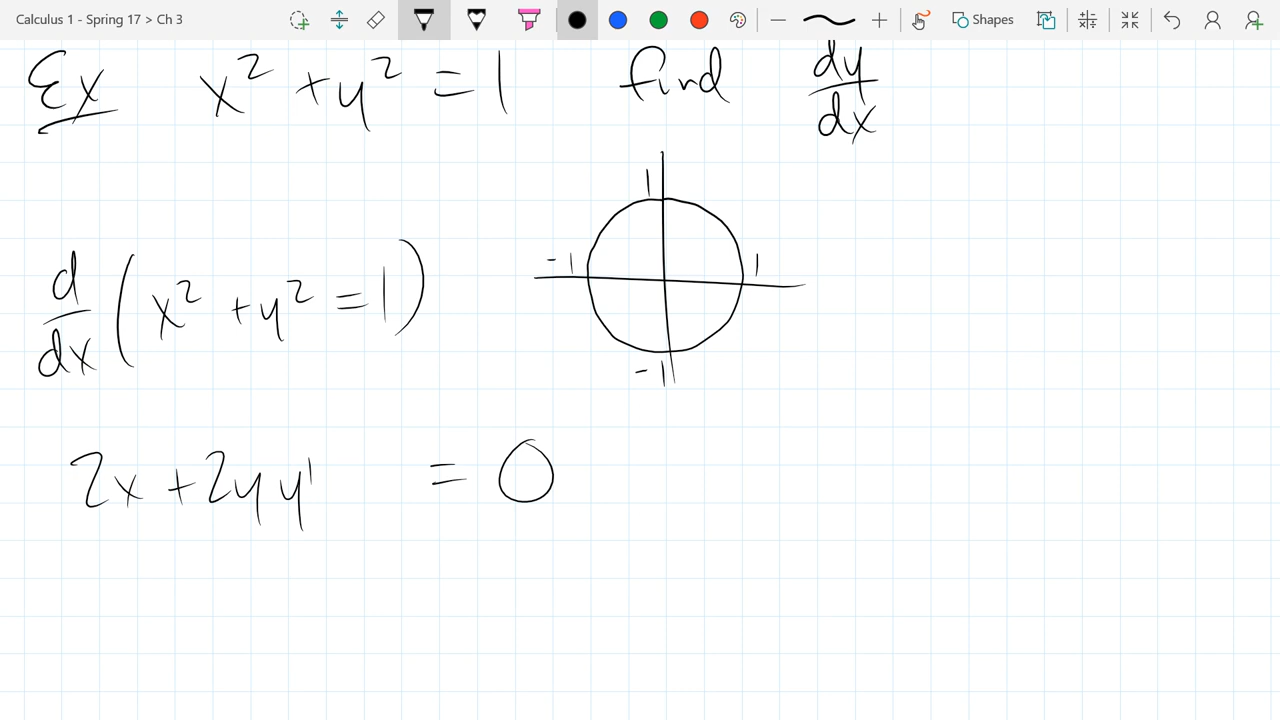 Calculus 1 - Spring 17 > Ch 3
Shapes
Ex x² + y² = 1 find dy/dx
1
-1 1
d/dx (x² + y² = 1)
-1
2x + 2yy' = 0